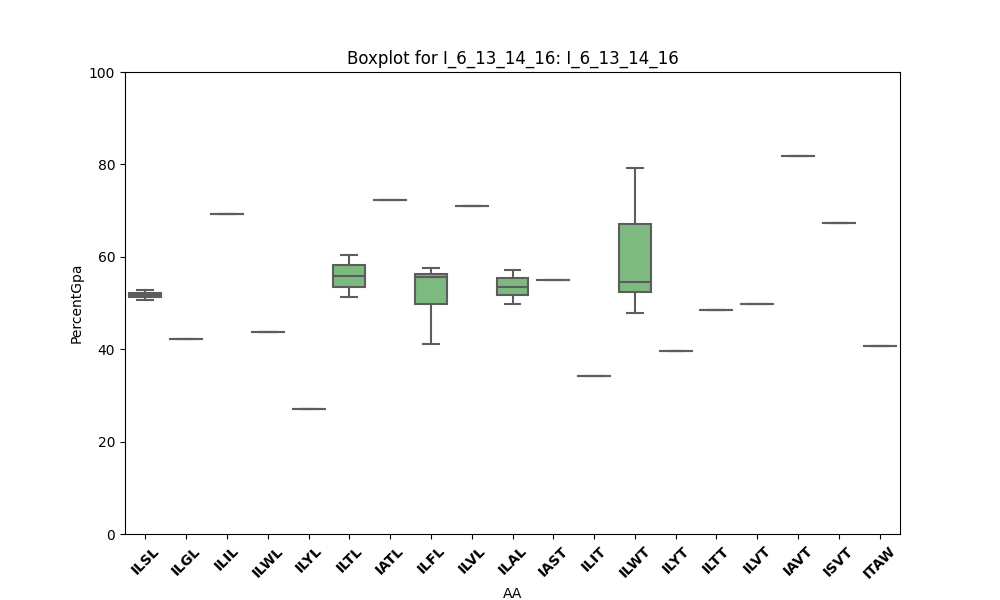 Boxplot for I_6_13_14_16: I_6_13_14_16
PercentGpa
100
80
60
40
20
0
ILSL ILGL ILIL ILWL ILYL ILTL IATL ILFL ILVL ILAL IAST ILIT ILWT ILYT ILTT ILVT IAVT ISVT ITAW
AA